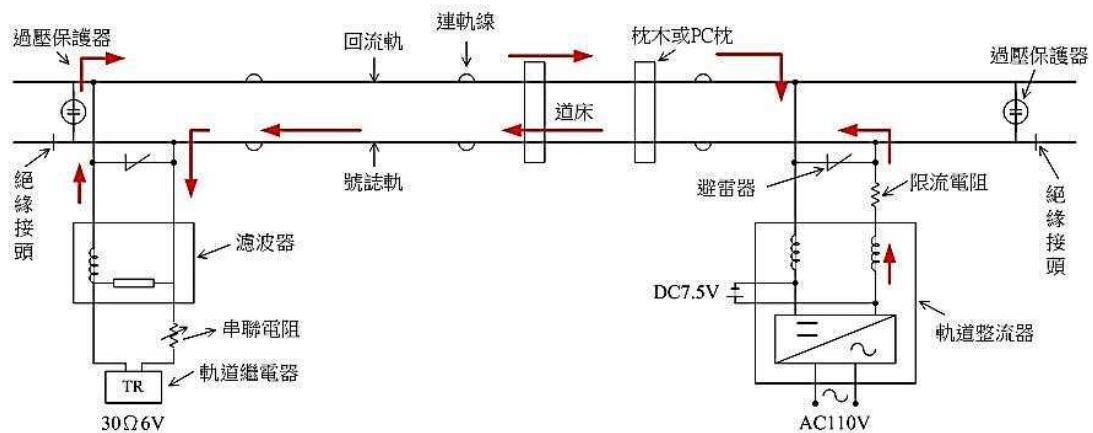 過壓保護器
連軌線
回流軌
枕木或PC枕
過壓保護器
道床
絕緣接頭
號誌軌
避雷器
限流電阻
絕緣接頭
濾波器
DC7.5V
串聯電阻
軌道整流器
軌道繼電器
TR
30Ω6V
AC110V